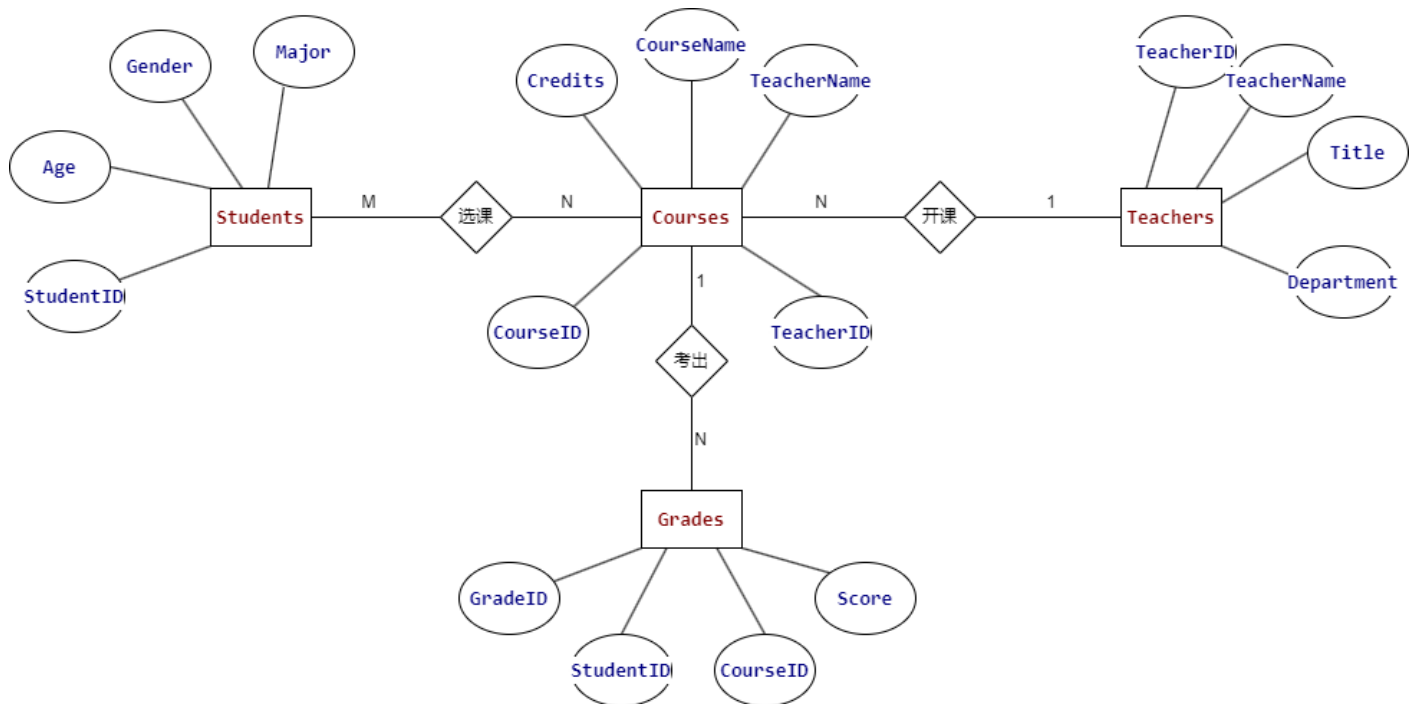 CourseName
TeacherID
Major
Gender
Credits
TeacherName
TeacherName
Age
Title
Students
M
选课
N
Courses
N
开课
1
Teachers
StudentID
1
Department
CourseID
TeacherID
考出
N
Grades
GradeID
Score
StudentID
CourseID